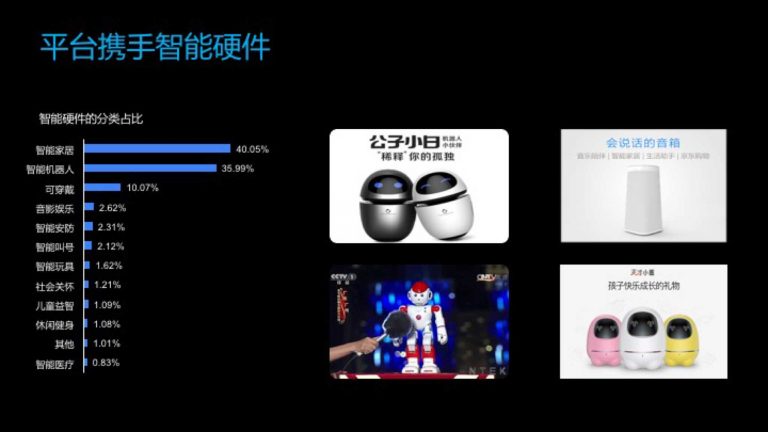 平台携手智能硬件
智能硬件的分类占比
智能家居 40.05%
智能机器人 35.99%
可穿戴 10.07%
音影娱乐 2.62%
智能安防 2.31%
智能叫号 2.12%
智能玩具 1.62%
社会关怀 1.21%
儿童益智 1.09%
休闲健身 1.08%
其他 1.01%
智能医疗 0.83%
公子小白 机器人
小伙伴
“稀释”你的孤独
会说话的音箱
音乐陪伴 | 智能家居 | 生活助手 | 京东购物
CCTV 1
NTEK
天才小墨
孩子快乐成长的礼物